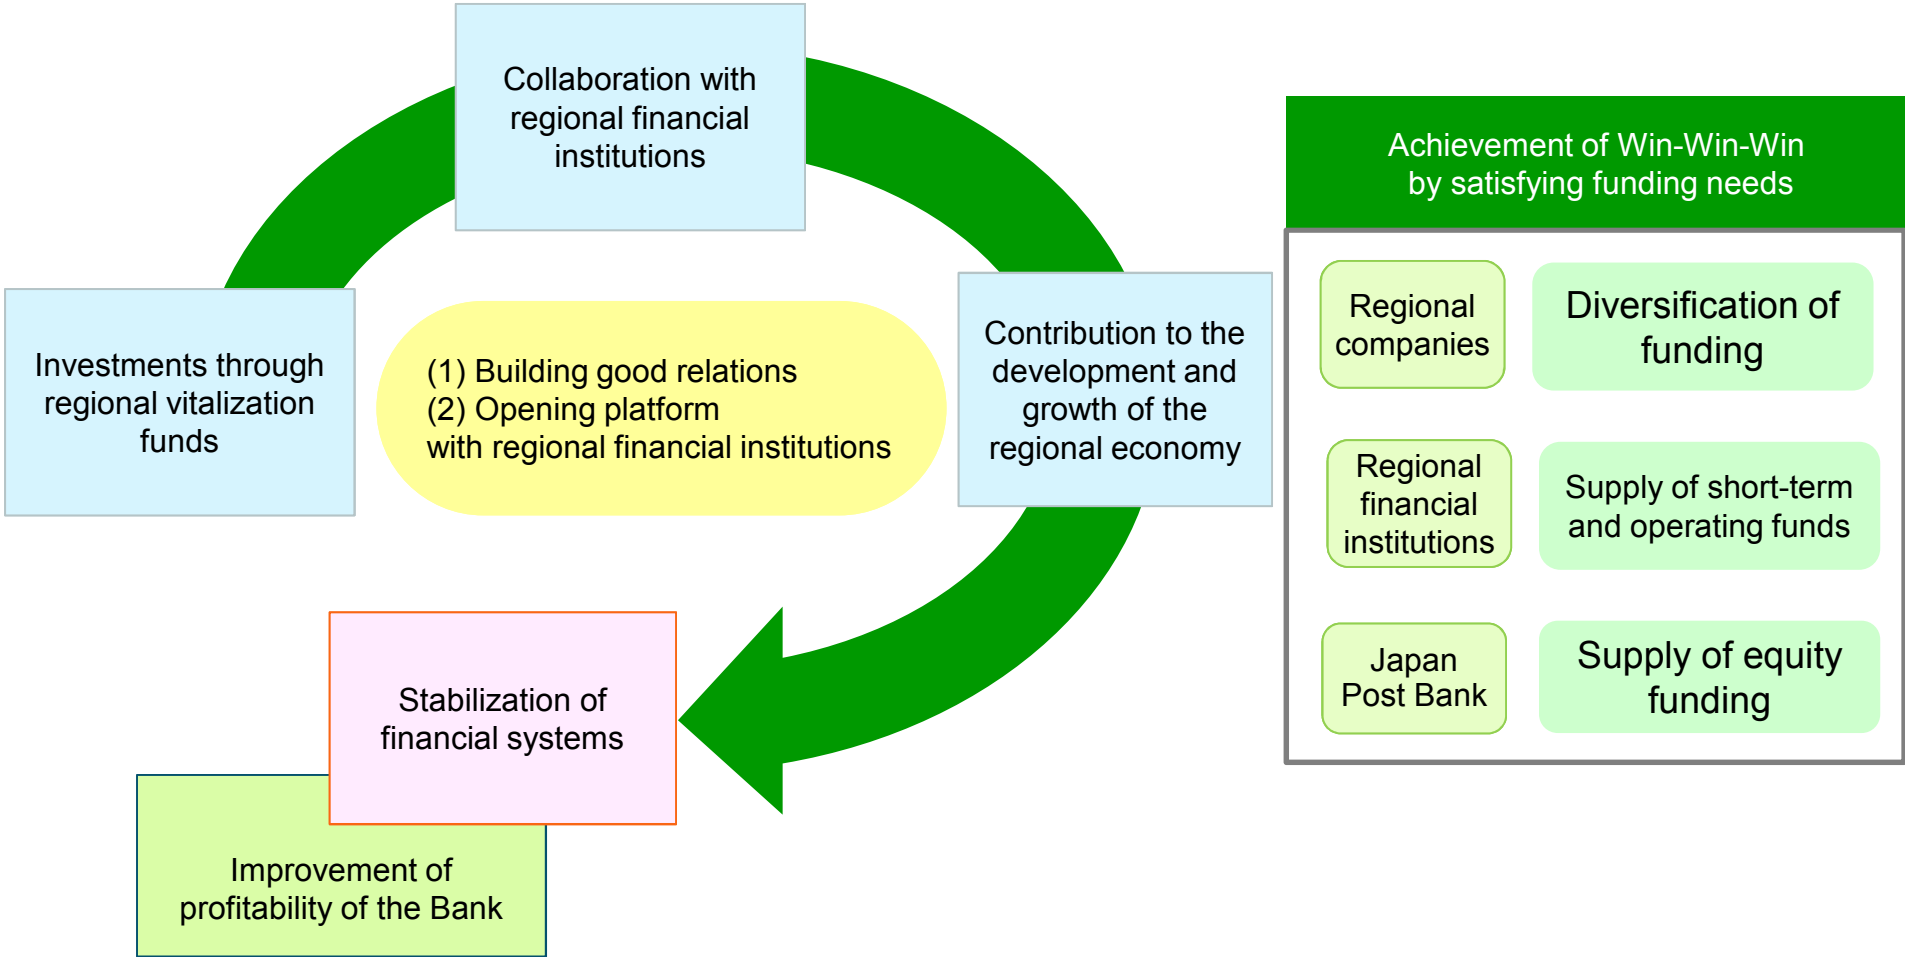 Collaboration with
regional financial
institutions
Investments through
regional vitalization
funds
(1) Building good relations
(2) Opening platform
with regional financial institutions
Contribution to the
development and
growth of the
regional economy
Stabilization of
financial systems
Improvement of
profitability of the Bank
Achievement of Win-Win-Win
by satisfying funding needs
Regional
companies
Diversification of
funding
Regional
financial
institutions
Supply of short-term
and operating funds
Japan
Post Bank
Supply of equity
funding